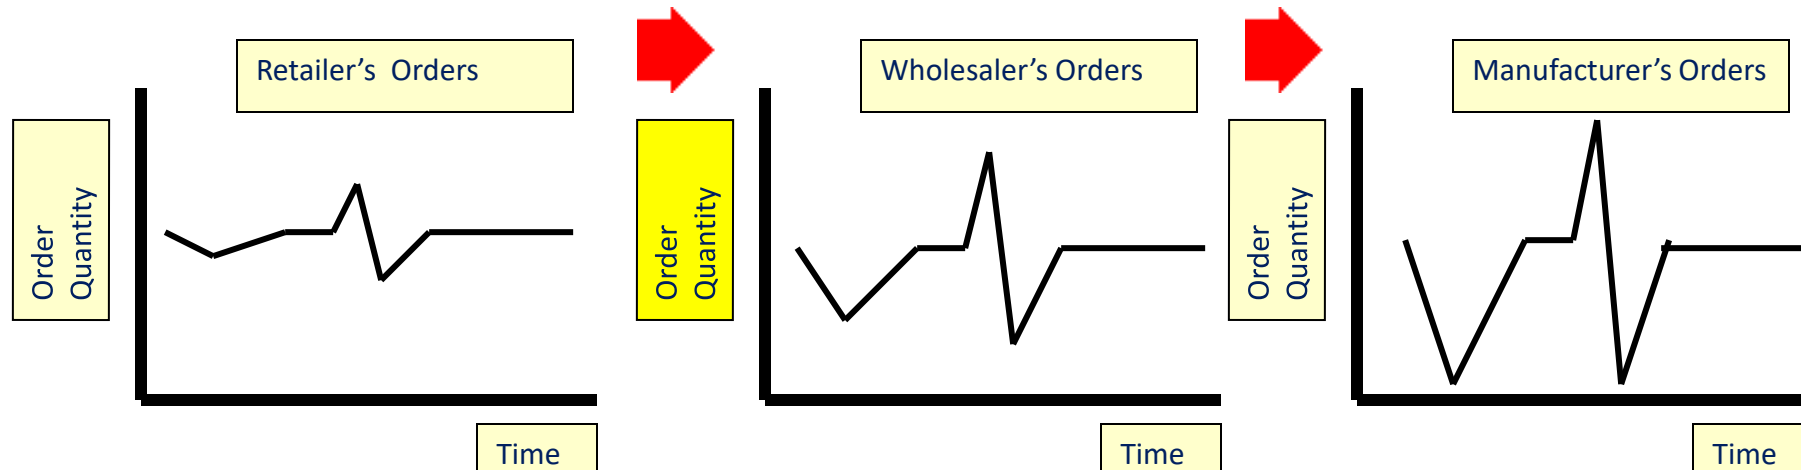 Retailer’s  Orders
Order
Quantity
Time
Wholesaler’s Orders
Order
Quantity
Time
Manufacturer’s Orders
Order
Quantity
Time